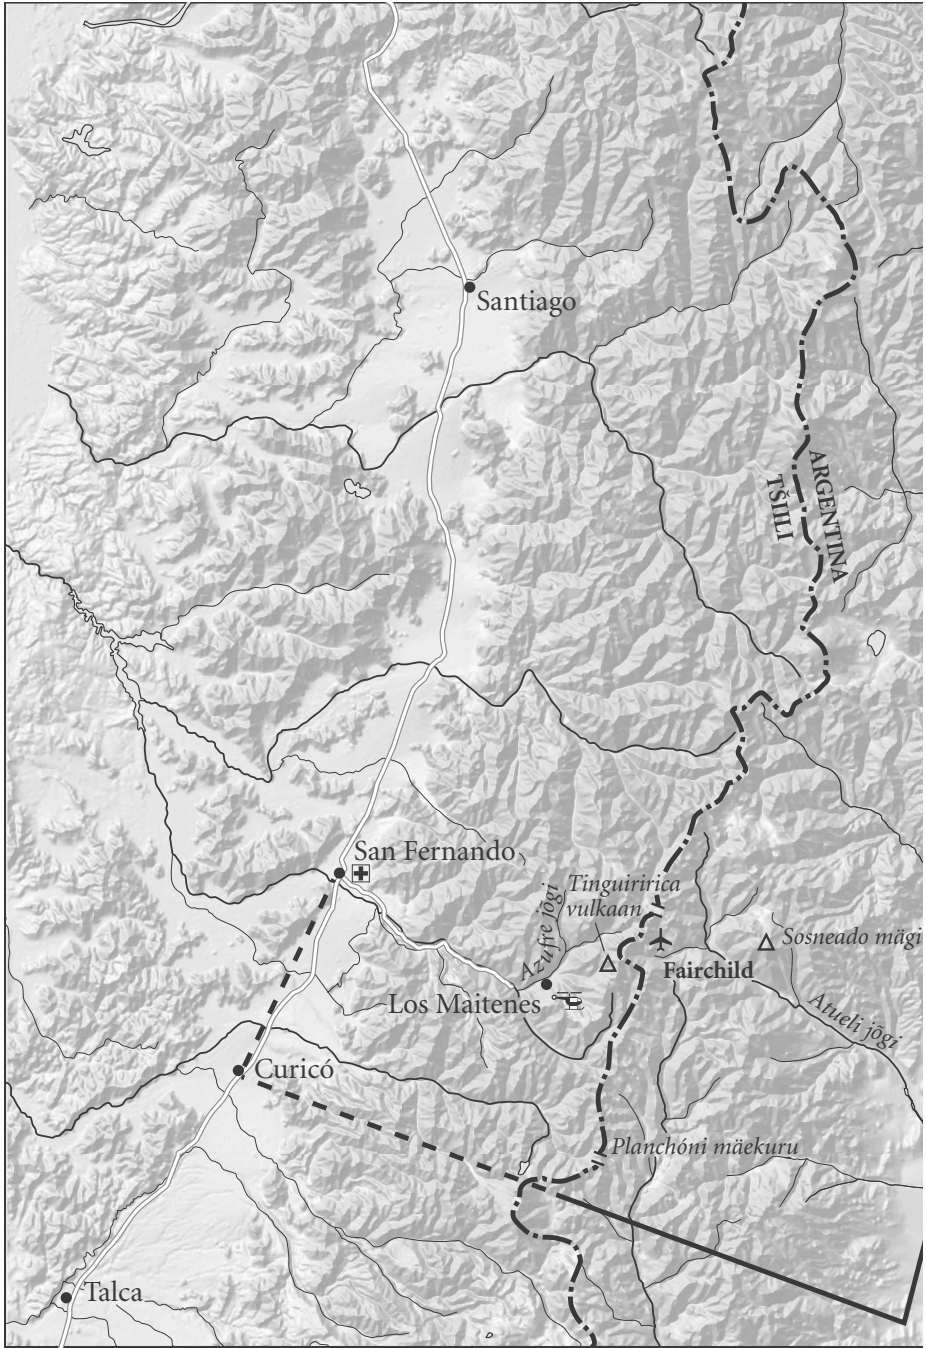 Santiago
ARGENTINA
TŠIILI
San Fernando
Tinguiririca
vulkaan
Azufre jõgi
Sosneado mägi
Fairchild
Los Maitenes
Atueli jõgi
Curicó
Planchóni mäekuru
Talca